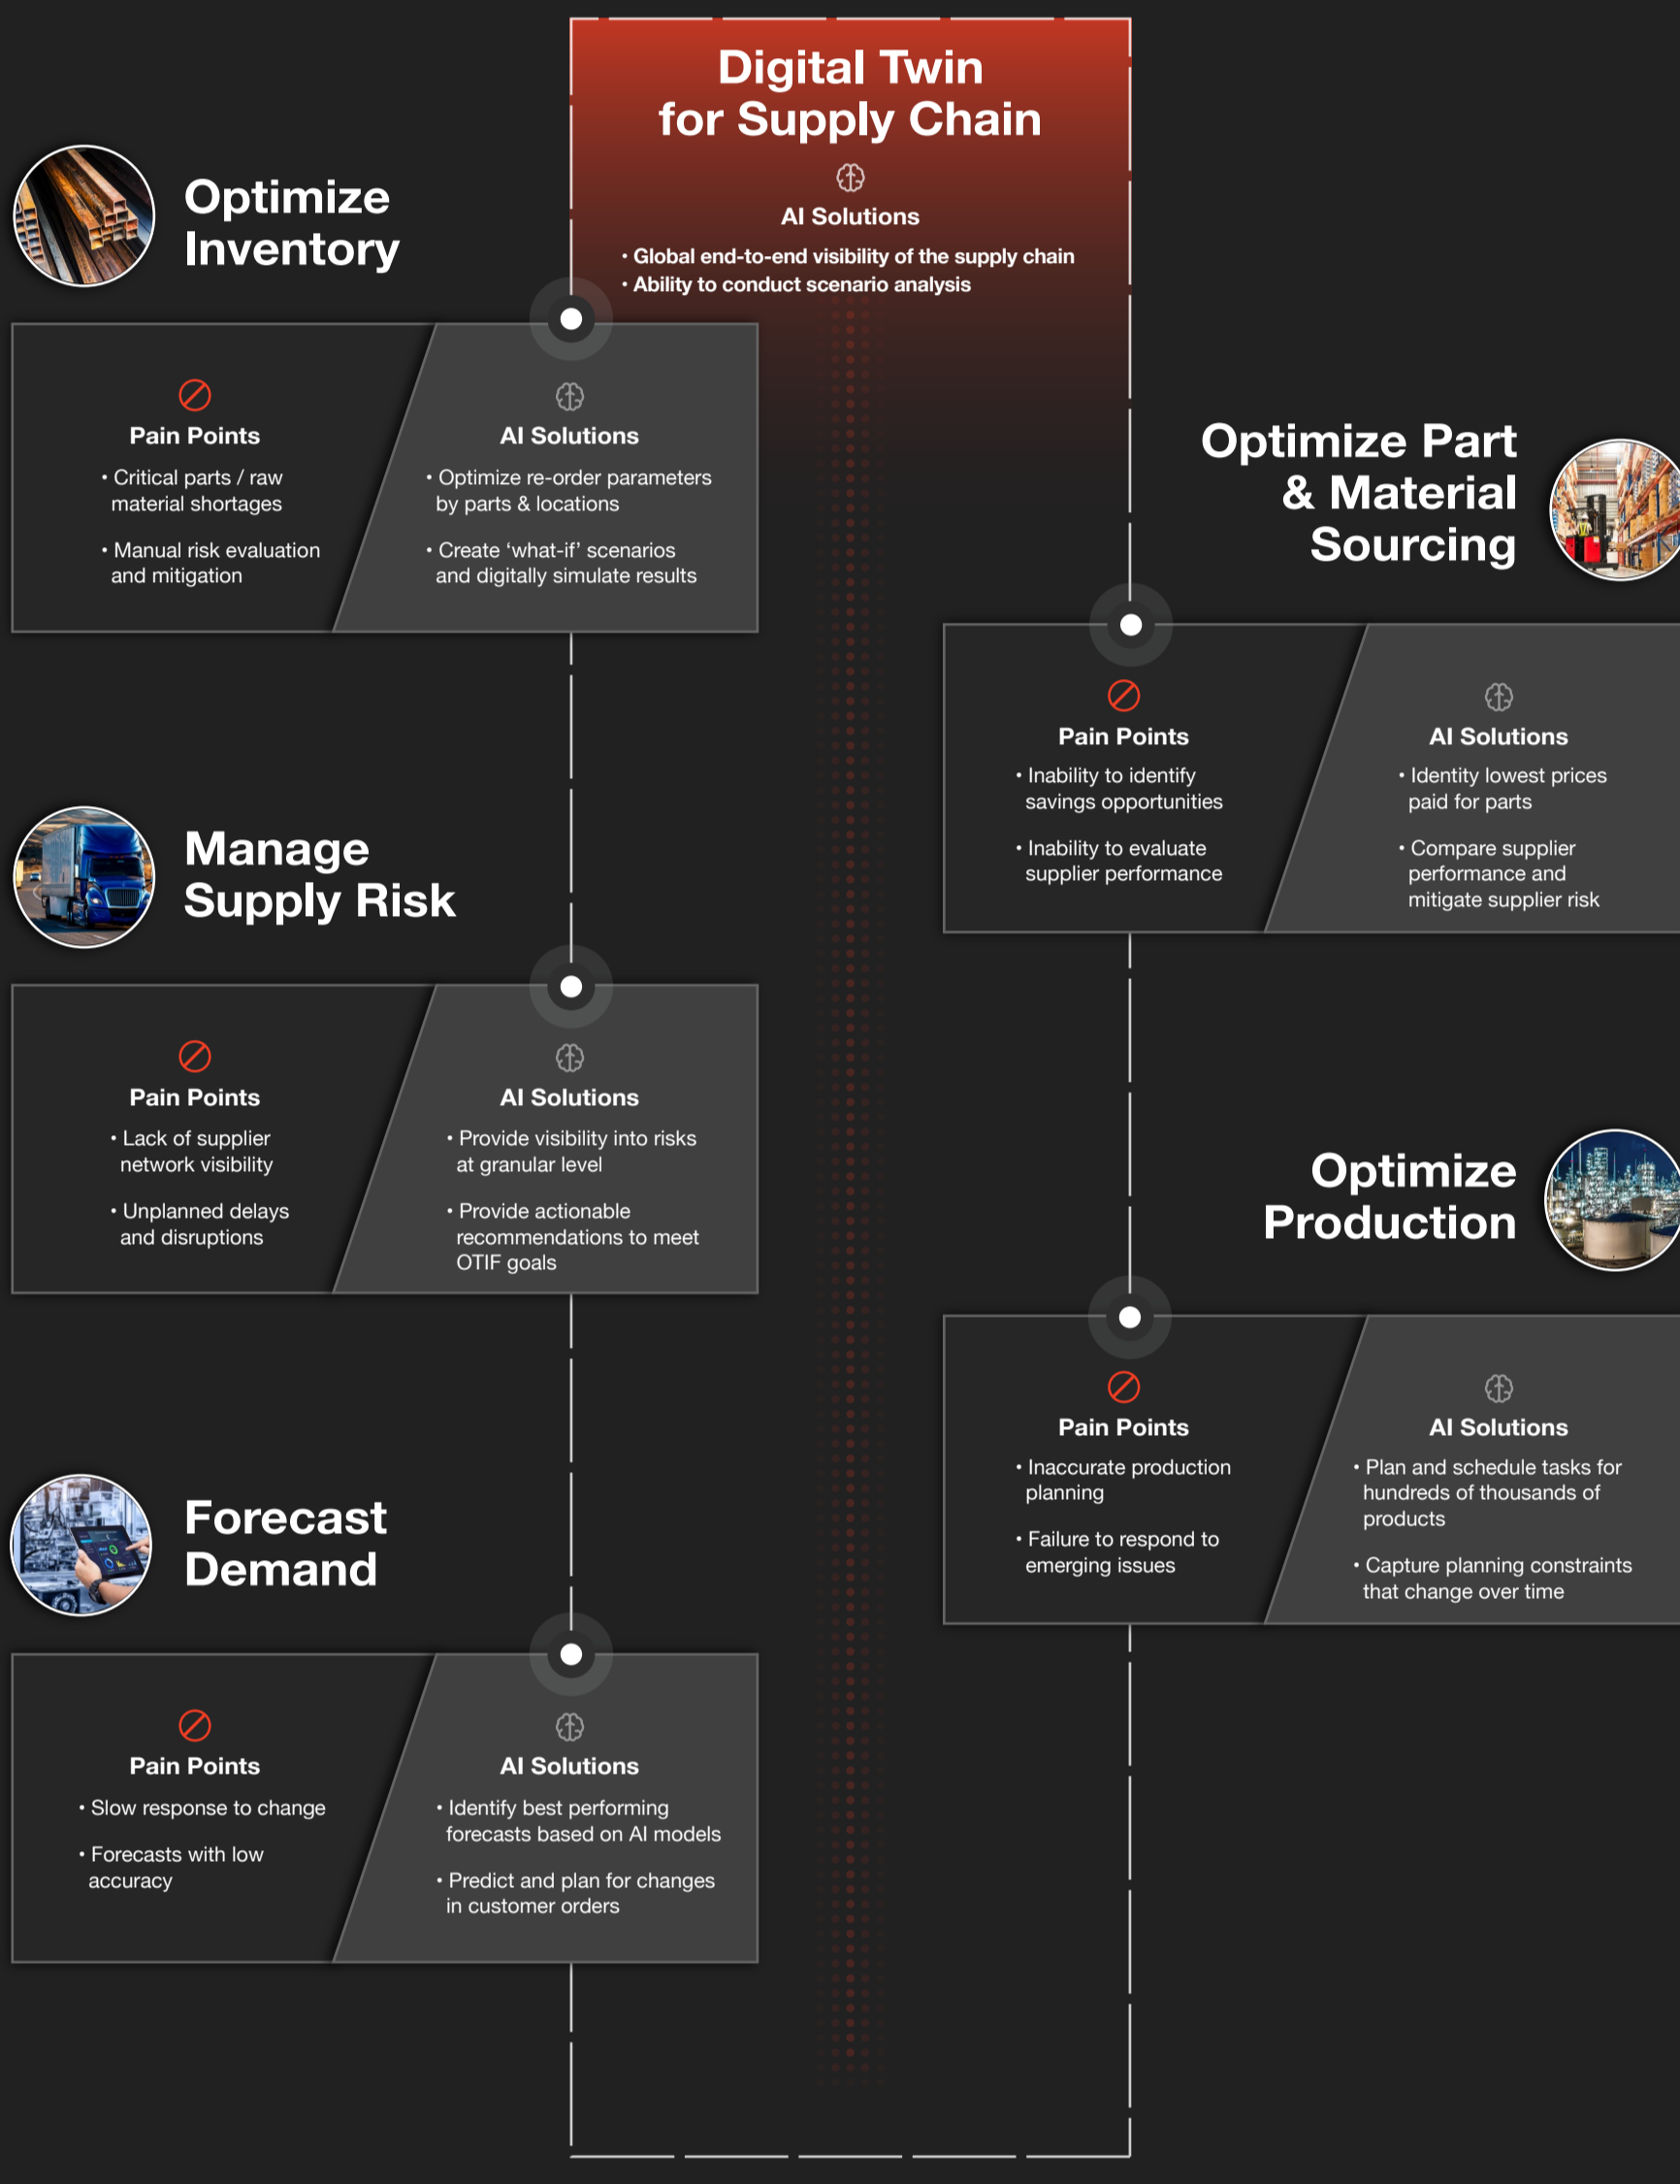 Digital Twin
for Supply Chain
AI Solutions
• Global end-to-end visibility of the supply chain
• Ability to conduct scenario analysis
Optimize
Inventory
Pain Points
• Critical parts / raw
material shortages
• Manual risk evaluation
and mitigation
AI Solutions
• Optimize re-order parameters
by parts & locations
• Create ‘what-if’ scenarios
and digitally simulate results
Optimize Part
& Material
Sourcing
Pain Points
• Inability to identify
savings opportunities
• Inability to evaluate
supplier performance
AI Solutions
• Identity lowest prices
paid for parts
• Compare supplier
performance and
mitigate supplier risk
Manage
Supply Risk
Pain Points
• Lack of supplier
network visibility
• Unplanned delays
and disruptions
AI Solutions
• Provide visibility into risks
at granular level
• Provide actionable
recommendations to meet
OTIF goals
Optimize
Production
Pain Points
• Inaccurate production
planning
• Failure to respond to
emerging issues
AI Solutions
• Plan and schedule tasks for
hundreds of thousands of
products
• Capture planning constraints
that change over time
Forecast
Demand
Pain Points
• Slow response to change
• Forecasts with low
accuracy
AI Solutions
• Identify best performing
forecasts based on AI models
• Predict and plan for changes
in customer orders